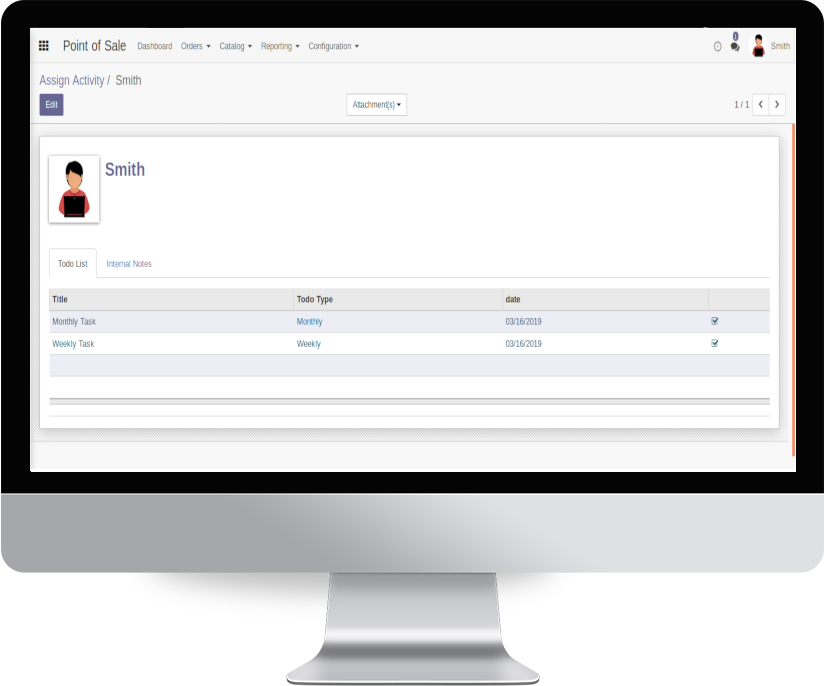 Point of Sale Dashboard Orders Catalog Reporting Configuration 1 Smith
Assign Activity / Smith
Edit Attachment(s) 1 / 1
Smith
Todo List Internal Notes
Title Todo Type date
Monthly Task Monthly 03/16/2019
Weekly Task Weekly 03/16/2019